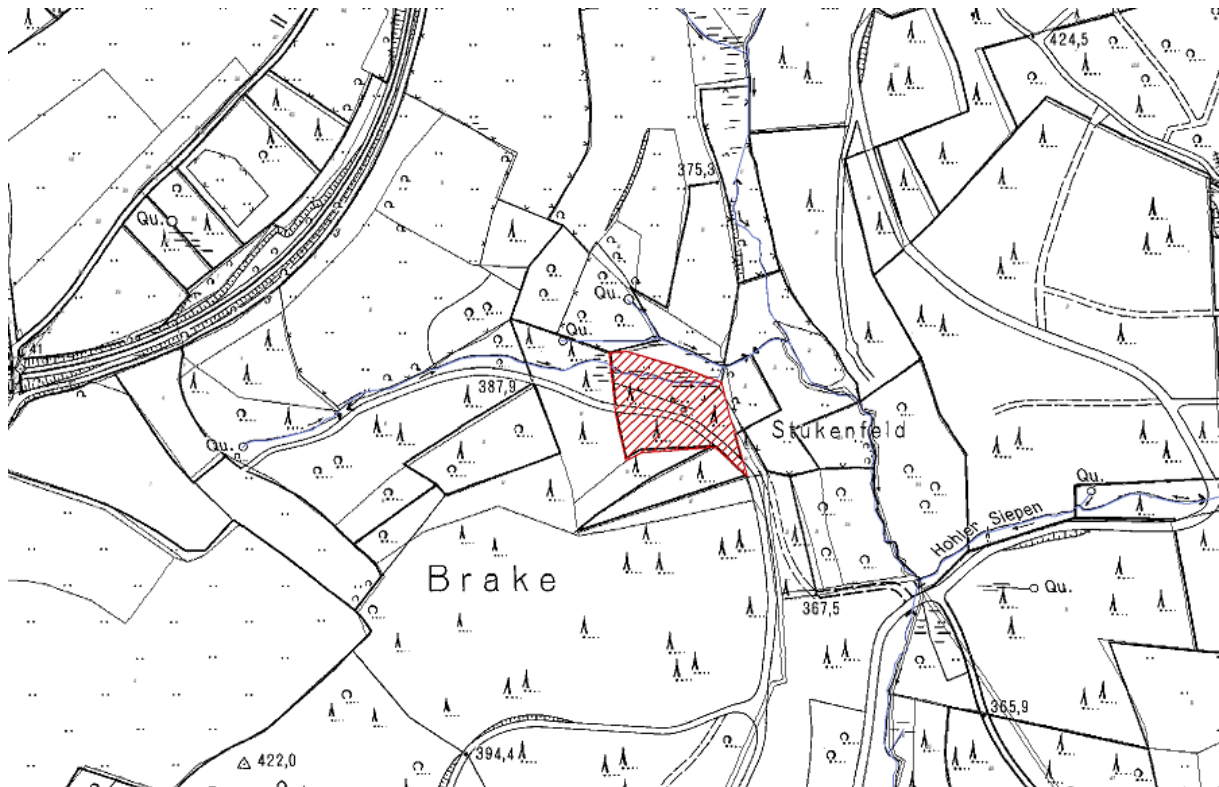 424,5
375,3
Qu.
Qu.
Qu.
41
387,9
Qu.
Stukenfeld
Qu.
Hohler Siepen
Brake
Qu.
367,5
365,9
394,4
422,0